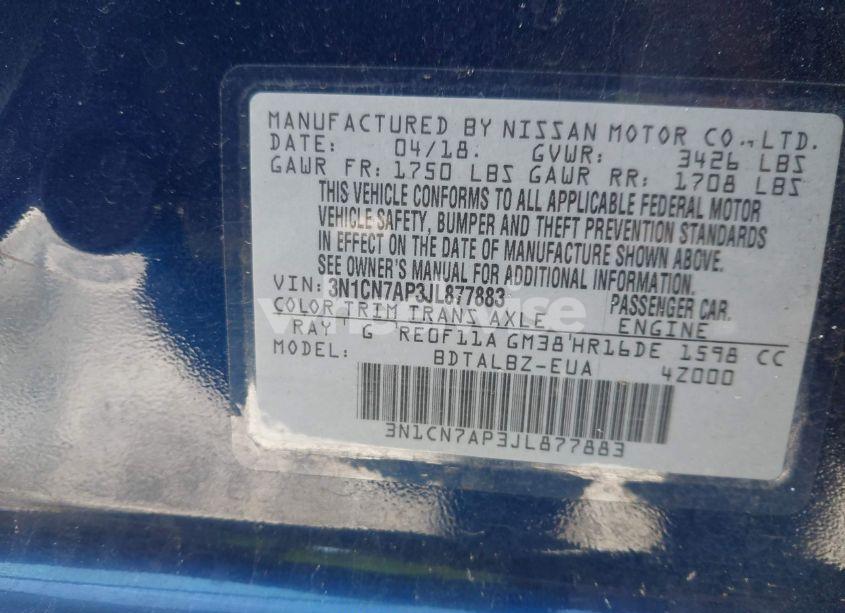 MANUFACTURED BY NISSAN MOTOR CO., LTD.
DATE: 04/18. GVWR: 3426 LBS
GAWR FR: 1750 LBS GAWR RR: 1708 LBS
THIS VEHICLE CONFORMS TO ALL APPLICABLE FEDERAL MOTOR
VEHICLE SAFETY, BUMPER AND THEFT PREVENTION STANDARDS
IN EFFECT ON THE DATE OF MANUFACTURE SHOWN ABOVE.
SEE OWNER'S MANUAL FOR ADDITIONAL INFORMATION.
VIN: 3N1CN7AP3JL877883 PASSENGER CAR.
COLOR TRIM TRANS AXLE ENGINE
RAY G RE0F11A GM38 HR16DE 1598 CC
MODEL: BDTALBZ-EUA 4Z000
3N1CN7AP3JL877883